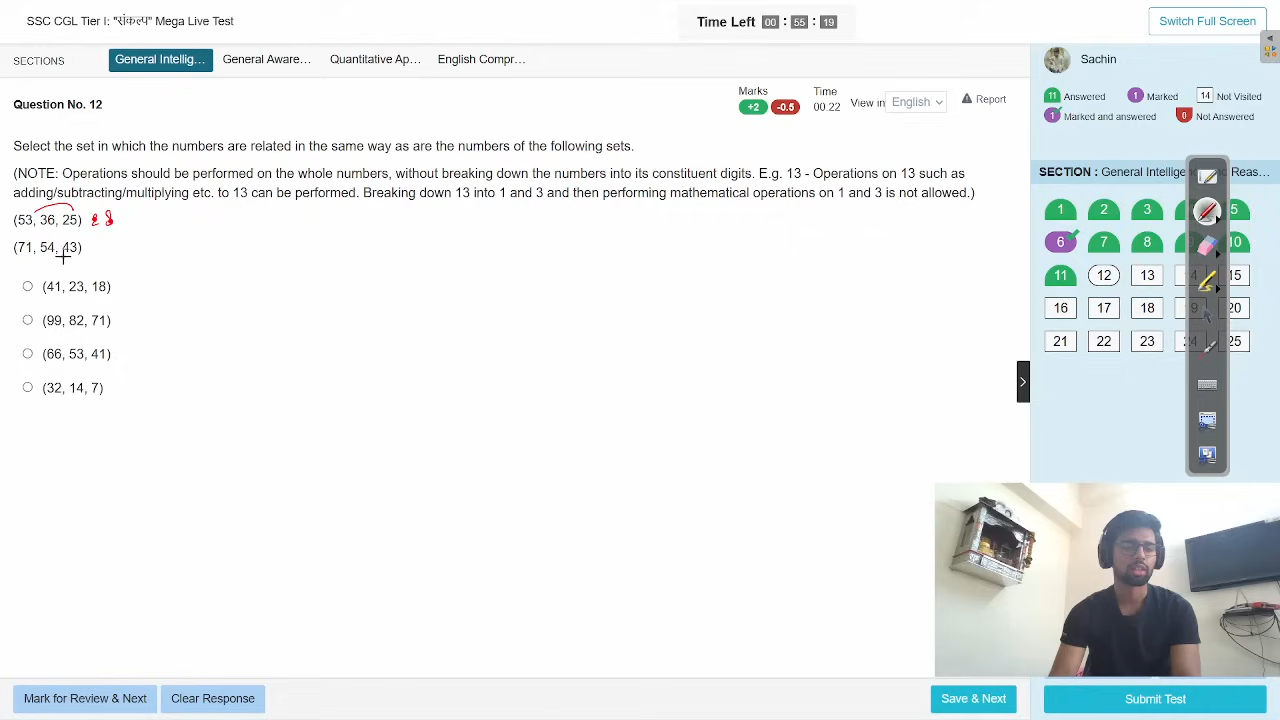 SSC CGL Tier I: "संकल्प" Mega Live Test
Time Left 00 : 55 : 19
Switch Full Screen
SECTIONS
General Intellig...
General Aware...
Quantitative Ap...
English Compr...
Sachin
Question No. 12
Marks
+2 -0.5
Time
00.22
View in English
Report
11 Answered
1 Marked
14 Not Visited
1 Marked and answered
0 Not Answered
Select the set in which the numbers are related in the same way as are the numbers of the following sets.
(NOTE: Operations should be performed on the whole numbers, without breaking down the numbers into its constituent digits. E.g. 13 - Operations on 13 such as
adding/subtracting/multiplying etc. to 13 can be performed. Breaking down 13 into 1 and 3 and then performing mathematical operations on 1 and 3 is not allowed.)
(53, 36, 25)
(71, 54, 43)
(41, 23, 18)
(99, 82, 71)
(66, 53, 41)
(32, 14, 7)
SECTION : General Intelligence and Reas...
1 2 3 5
6 7 8 10
11 12 13 14 15
16 17 18 19 20
21 22 23 24 25
Mark for Review & Next
Clear Response
Save & Next
Submit Test